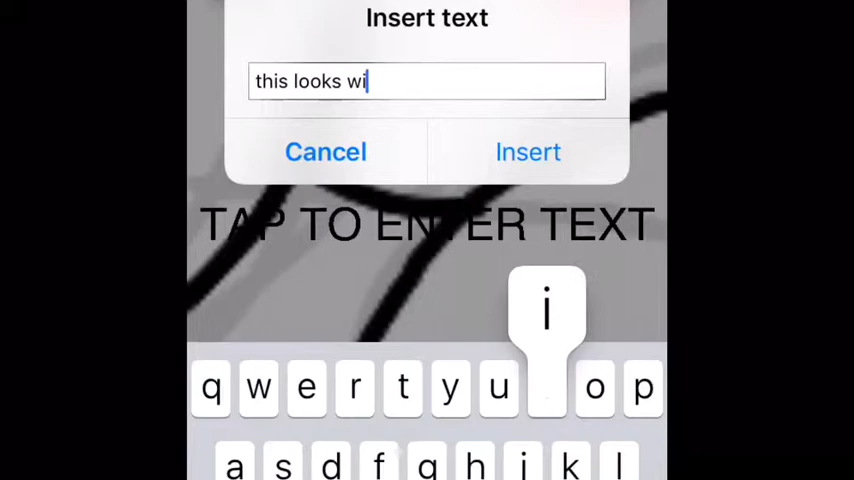 Insert text
this looks wi
Cancel Insert
TAP TO ENTER TEXT
i
q w e r t y u o p
a s d f g h j k l